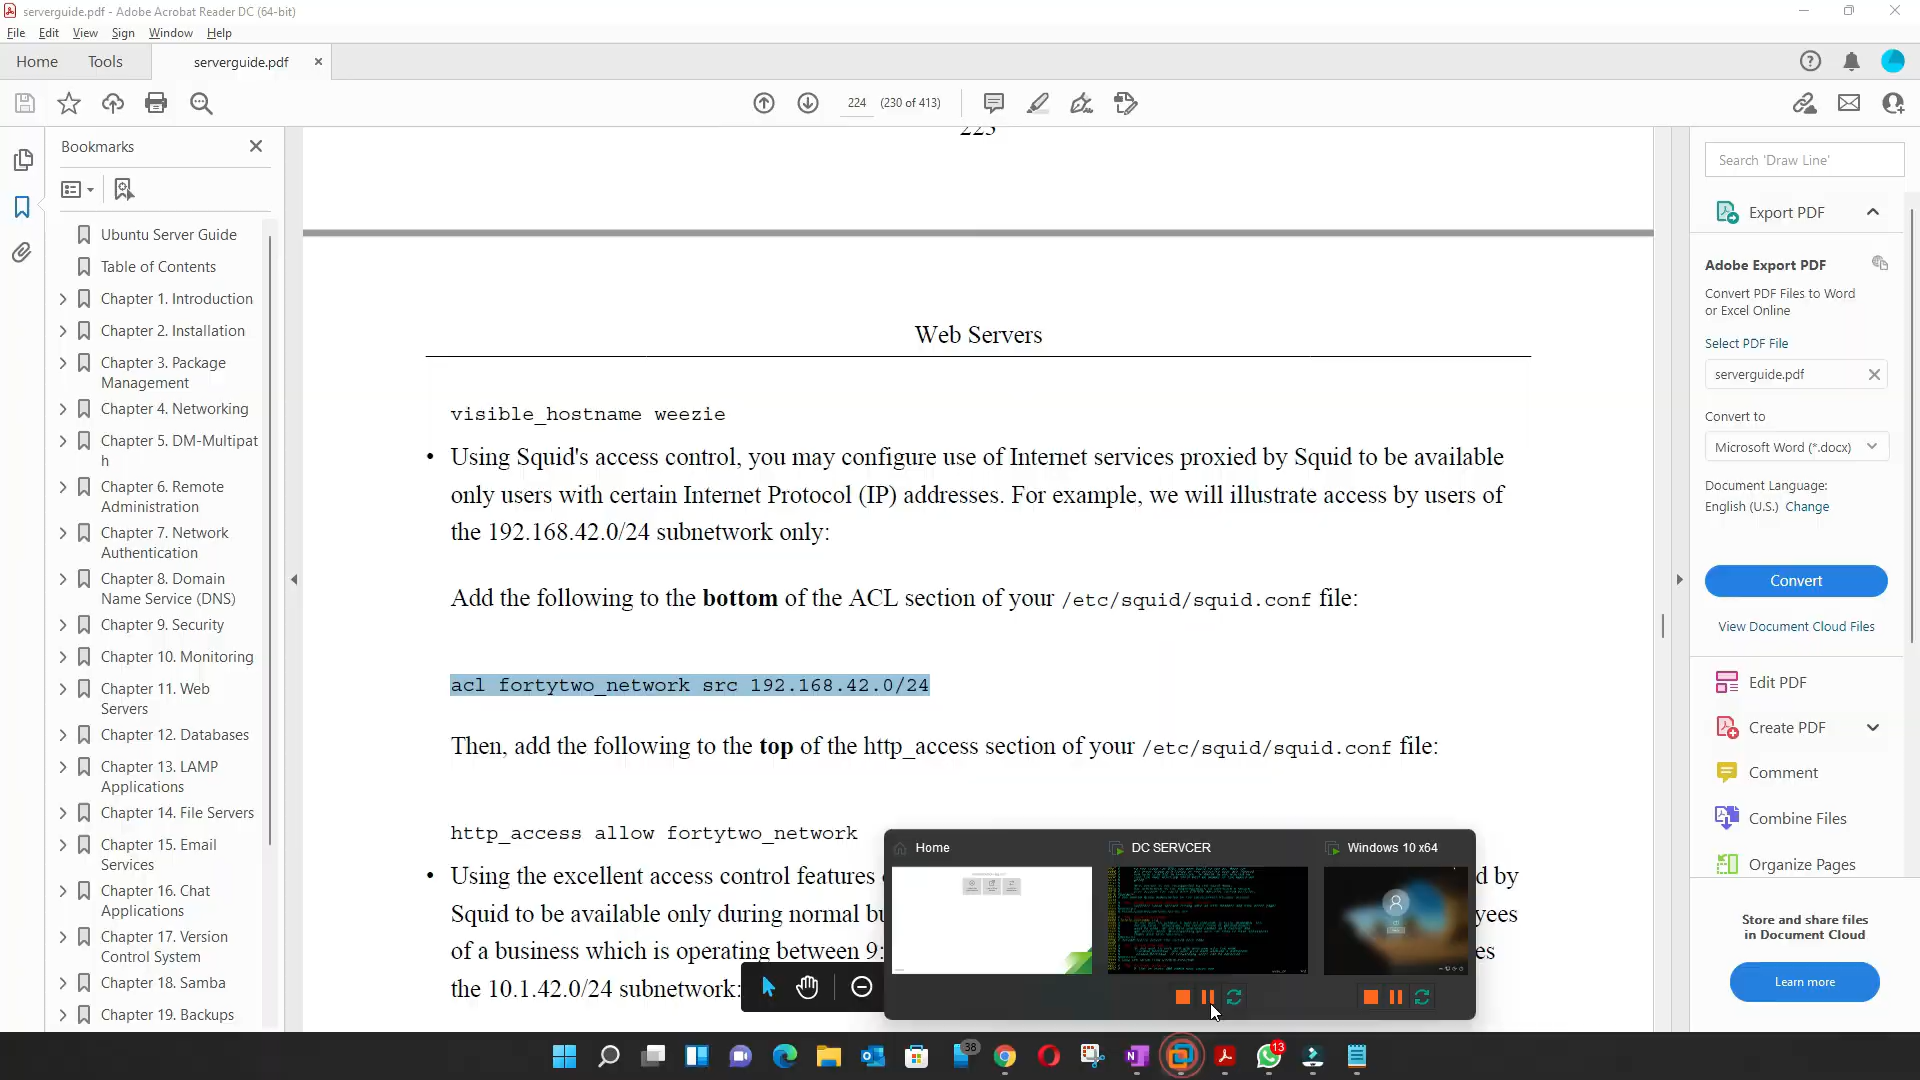 serverguide.pdf - Adobe Acrobat Reader DC (64-bit)
File Edit View Sign Window Help
Home Tools serverguide.pdf
224 (230 of 413)
Bookmarks
Ubuntu Server Guide
Table of Contents
Chapter 1. Introduction
Chapter 2. Installation
Chapter 3. Package
Management
Chapter 4. Networking
Chapter 5. DM-Multipat
h
Chapter 6. Remote
Administration
Chapter 7. Network
Authentication
Chapter 8. Domain
Name Service (DNS)
Chapter 9. Security
Chapter 10. Monitoring
Chapter 11. Web
Servers
Chapter 12. Databases
Chapter 13. LAMP
Applications
Chapter 14. File Servers
Chapter 15. Email
Services
Chapter 16. Chat
Applications
Chapter 17. Version
Control System
Chapter 18. Samba
Chapter 19. Backups
223
Web Servers
visible_hostname weezie
• Using Squid's access control, you may configure use of Internet services proxied by Squid to be available
only users with certain Internet Protocol (IP) addresses. For example, we will illustrate access by users of
the 192.168.42.0/24 subnetwork only:
Add the following to the bottom of the ACL section of your /etc/squid/squid.conf file:
acl fortytwo_network src 192.168.42.0/24
Then, add the following to the top of the http_access section of your /etc/squid/squid.conf file:
http_access allow fortytwo_network
• Using the excellent access control features d by
Squid to be available only during normal bu yees
of a business which is operating between 9: es
the 10.1.42.0/24 subnetwork:
Home
DC SERVCER
Windows 10 x64
Search 'Draw Line'
Export PDF
Adobe Export PDF
Convert PDF Files to Word
or Excel Online
Select PDF File
serverguide.pdf
Convert to
Microsoft Word (*.docx)
Document Language:
English (U.S.) Change
Convert
View Document Cloud Files
Edit PDF
Create PDF
Comment
Combine Files
Organize Pages
Store and share files
in Document Cloud
Learn more
38
13